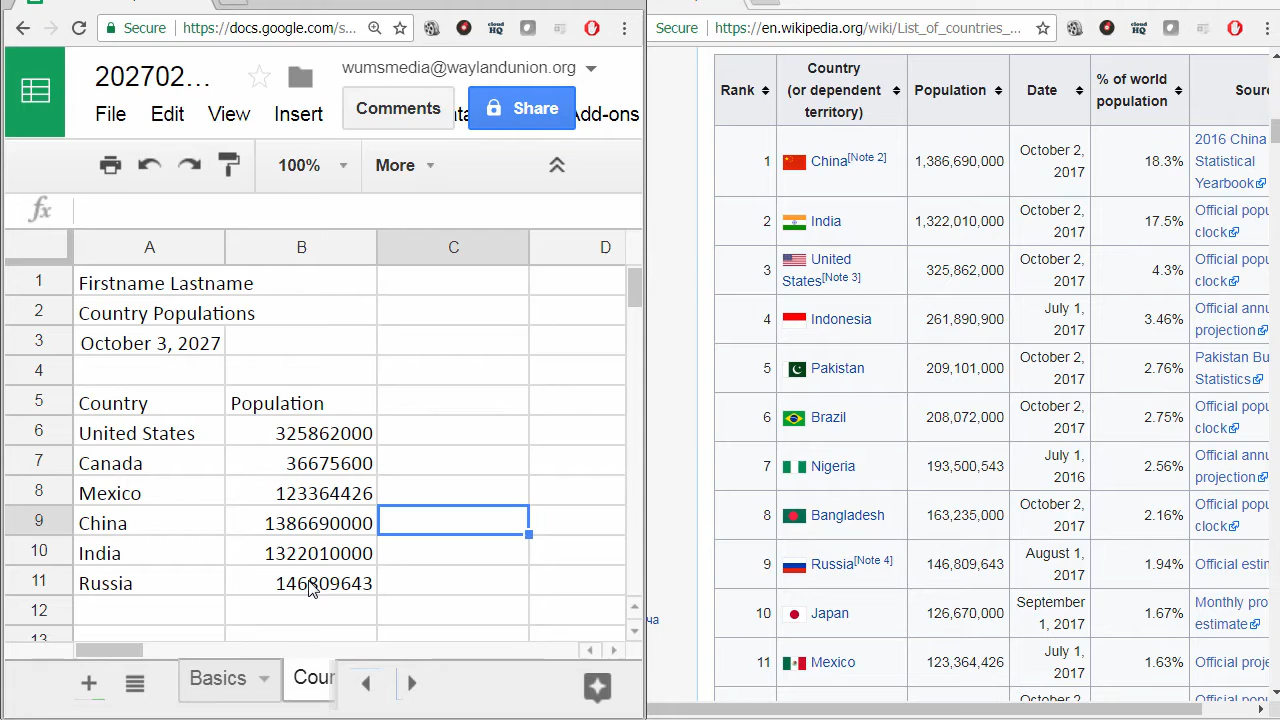 Secure https://docs.google.com/s...
202702...
wumsmedia@waylandunion.org
File Edit View Insert Add-ons
Comments
Share
100% More
fx
A B C D
1 Firstname Lastname
2 Country Populations
3 October 3, 2027
4
5 Country Population
6 United States 325862000
7 Canada 36675600
8 Mexico 123364426
9 China 1386690000
10 India 1322010000
11 Russia 146809643
12
13
Basics Cour
Secure https://en.wikipedia.org/wiki/List_of_countries_...
Country
Rank (or dependent Population Date % of world Sour
territory) population
1 China[Note 2] 1,386,690,000 October 2, 2017 18.3% 2016 China
Statistical
Yearbook
2 India 1,322,010,000 October 2, 2017 17.5% Official popu
clock
3 United States[Note 3] 325,862,000 October 2, 2017 4.3% Official popu
clock
4 Indonesia 261,890,900 July 1, 2017 3.46% Official annu
projection
5 Pakistan 209,101,000 October 2, 2017 2.76% Pakistan Bu
Statistics
6 Brazil 208,072,000 October 2, 2017 2.75% Official popu
clock
7 Nigeria 193,500,543 July 1, 2016 2.56% Official annu
projection
8 Bangladesh 163,235,000 October 2, 2017 2.16% Official popu
clock
9 Russia[Note 4] 146,809,643 August 1, 2017 1.94% Official esti
10 Japan 126,670,000 September 1, 2017 1.67% Monthly pro
estimate
11 Mexico 123,364,426 July 1, 2017 1.63% Official proje
October 2